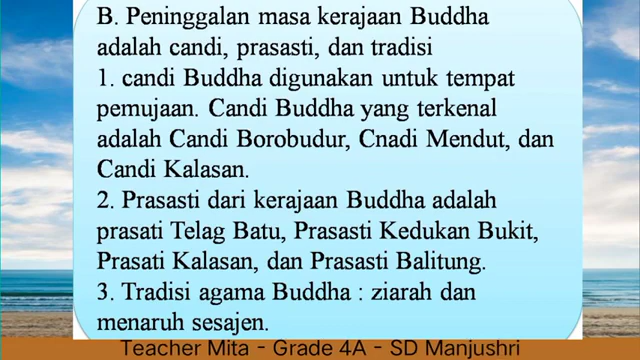 B. Peninggalan masa kerajaan Buddha
adalah candi, prasasti, dan tradisi
1. candi Buddha digunakan untuk tempat
pemujaan. Candi Buddha yang terkenal
adalah Candi Borobudur, Cnadi Mendut, dan
Candi Kalasan.
2. Prasasti dari kerajaan Buddha adalah
prasati Telag Batu, Prasasti Kedukan Bukit,
Prasati Kalasan, dan Prasasti Balitung.
3. Tradisi agama Buddha : ziarah dan
menaruh sesajen.
Teacher Mita - Grade 4A - SD Manjushri